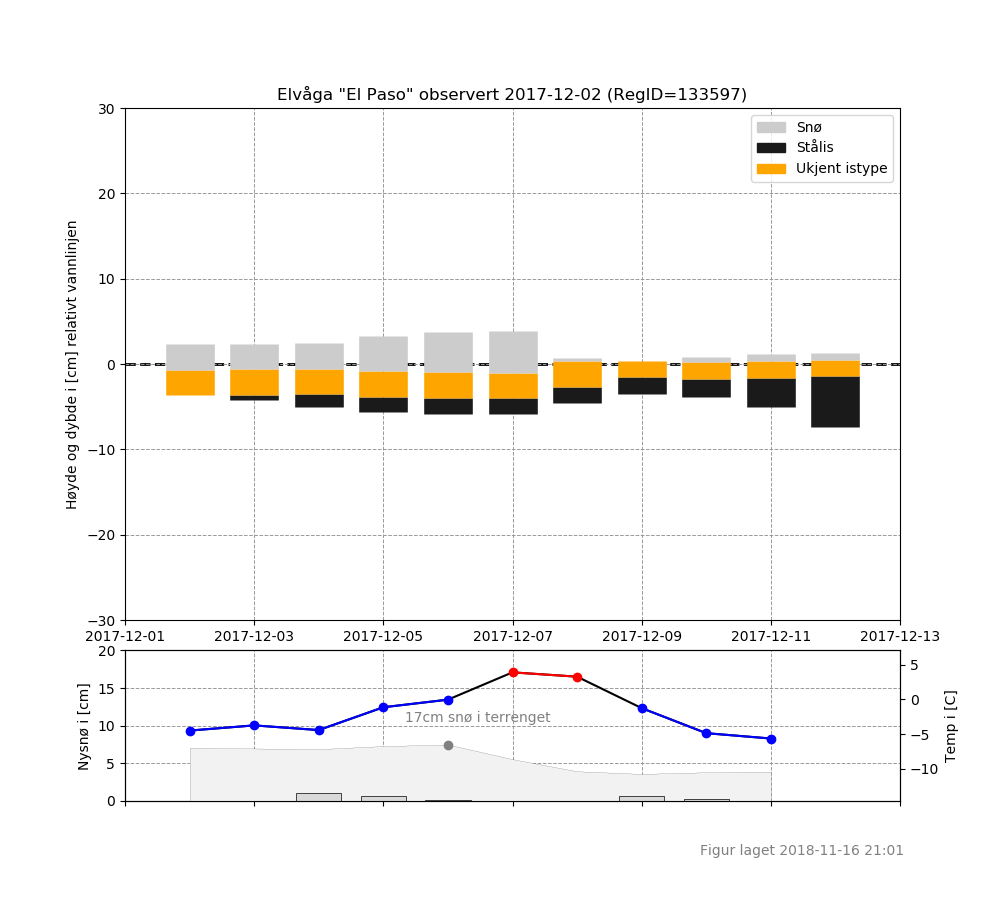 Elvåga "El Paso" observert 2017-12-02 (RegID=133597)
Høyde og dybde i [cm] relativt vannlinjen
30
20
10
0
−10
−20
−30
Snø
Stålis
Ukjent istype
2017-12-01 2017-12-03 2017-12-05 2017-12-07 2017-12-09 2017-12-11 2017-12-13
Nysnø i [cm]
20
15
10
5
0
17cm snø i terrenget
5
0
−5
−10
Temp i [C]
Figur laget 2018-11-16 21:01